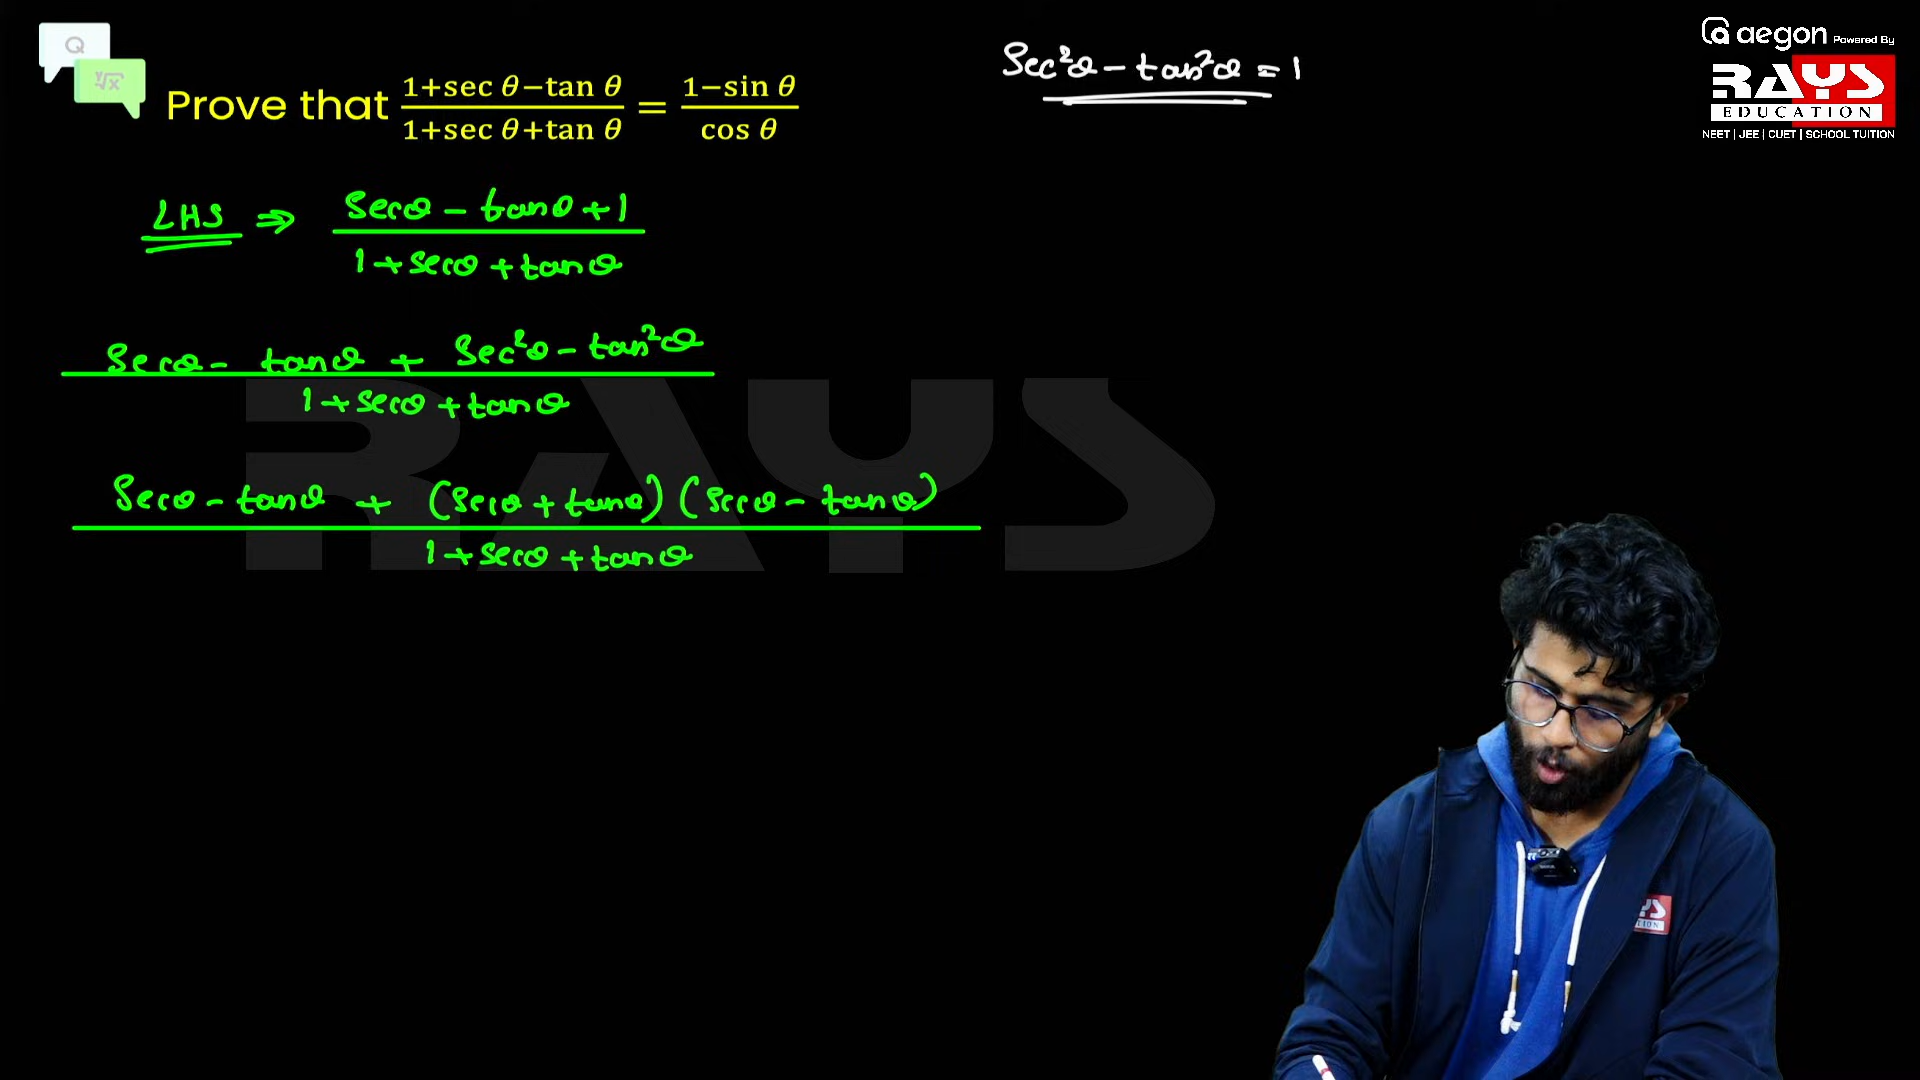 Q
√x
Prove that (1+sec θ−tan θ)/(1+sec θ+tan θ) = (1−sin θ)/(cos θ)
Sec²θ - tan²θ = 1
aegon Powered By
RAYS
EDUCATION
NEET | JEE | CUET | SCHOOL TUITION
LHS ⇒ (Secθ - tanθ + 1)/(1 + Secθ + tanθ)
(Secθ - tanθ + Sec²θ - tan²θ)/(1 + Secθ + tanθ)
(Secθ - tanθ + (Secθ + tanθ)(Secθ - tanθ))/(1 + Secθ + tanθ)
RAYS